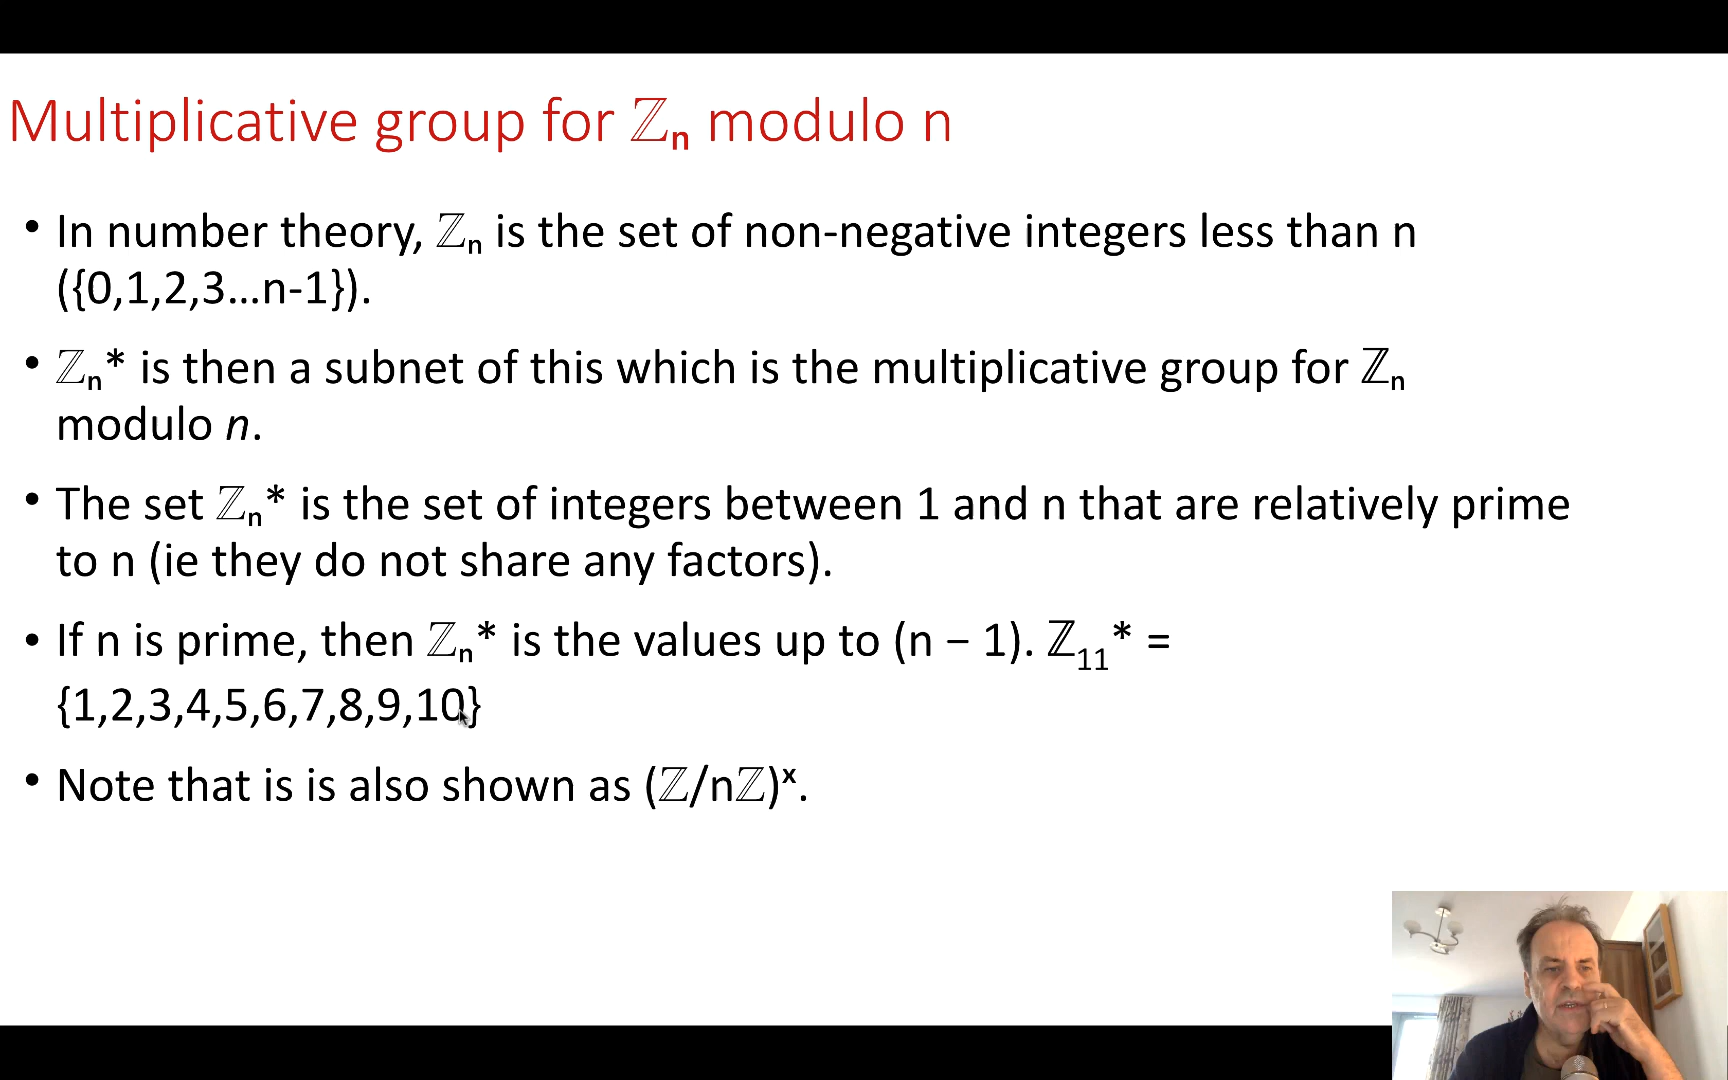 Multiplicative group for ℤn modulo n
• In number theory, ℤn is the set of non-negative integers less than n
({0,1,2,3…n-1}).
• ℤn* is then a subnet of this which is the multiplicative group for ℤn
modulo n.
• The set ℤn* is the set of integers between 1 and n that are relatively prime
to n (ie they do not share any factors).
• If n is prime, then ℤn* is the values up to (n − 1). ℤ11* =
{1,2,3,4,5,6,7,8,9,10}
• Note that is is also shown as (ℤ/nℤ)ˣ.